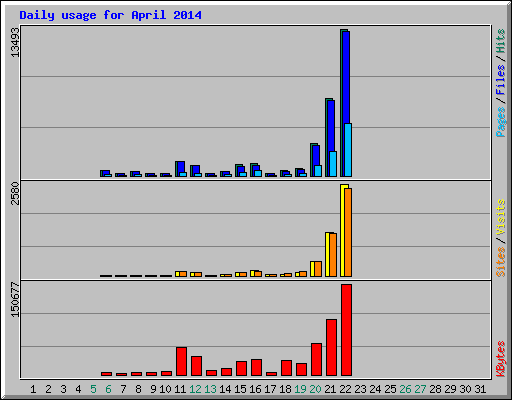 Daily usage for April 2014
13493
2580
150677
Pages / Files / Hits
Sites / Visits
KBytes
1 2 3 4 5 6 7 8 9 10 11 12 13 14 15 16 17 18 19 20 21 22 23 24 25 26 27 28 29 30 31